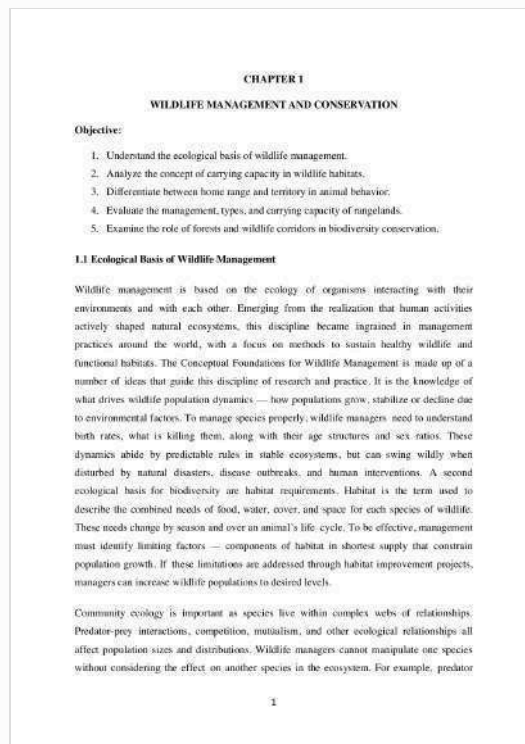 CHAPTER 1
WILDLIFE MANAGEMENT AND CONSERVATION
Objective:
1. Understand the ecological basis of wildlife management.
2. Analyze the concept of carrying capacity in wildlife habitats.
3. Differentiate between home range and territory in animal behavior.
4. Evaluate the management, types, and carrying capacity of rangelands.
5. Examine the role of forests and wildlife corridors in biodiversity conservation.
1.1 Ecological Basis of Wildlife Management
Wildlife management is based on the ecology of organisms interacting with their
environments and with each other. Emerging from the realization that human activities
actively shaped natural ecosystems, this discipline became ingrained in management
practices around the world, with a focus on methods to sustain healthy wildlife and
functional habitats. The Conceptual Foundations for Wildlife Management is made up of a
number of ideas that guide this discipline of research and practice. It is the knowledge of
what drives wildlife population dynamics — how populations grow, stabilize or decline due
to environmental factors. To manage species properly, wildlife managers need to understand
birth rates, what is killing them, along with their age structures and sex ratios. These
dynamics abide by predictable rules in stable ecosystems, but can swing wildly when
disturbed by natural disasters, disease outbreaks, and human interventions. A second
ecological basis for biodiversity are habitat requirements. Habitat is the term used to
describe the combined needs of food, water, cover, and space for each species of wildlife.
These needs change by season and over an animal's life cycle. To be effective, management
must identify limiting factors — components of habitat in shortest supply that constrain
population growth. If these limitations are addressed through habitat improvement projects,
managers can increase wildlife populations to desired levels.
Community ecology is important as species live within complex webs of relationships.
Predator-prey interactions, competition, mutualism, and other ecological relationships all
affect population sizes and distributions. Wildlife managers cannot manipulate one species
without considering the effect on another species in the ecosystem. For example, predator
1